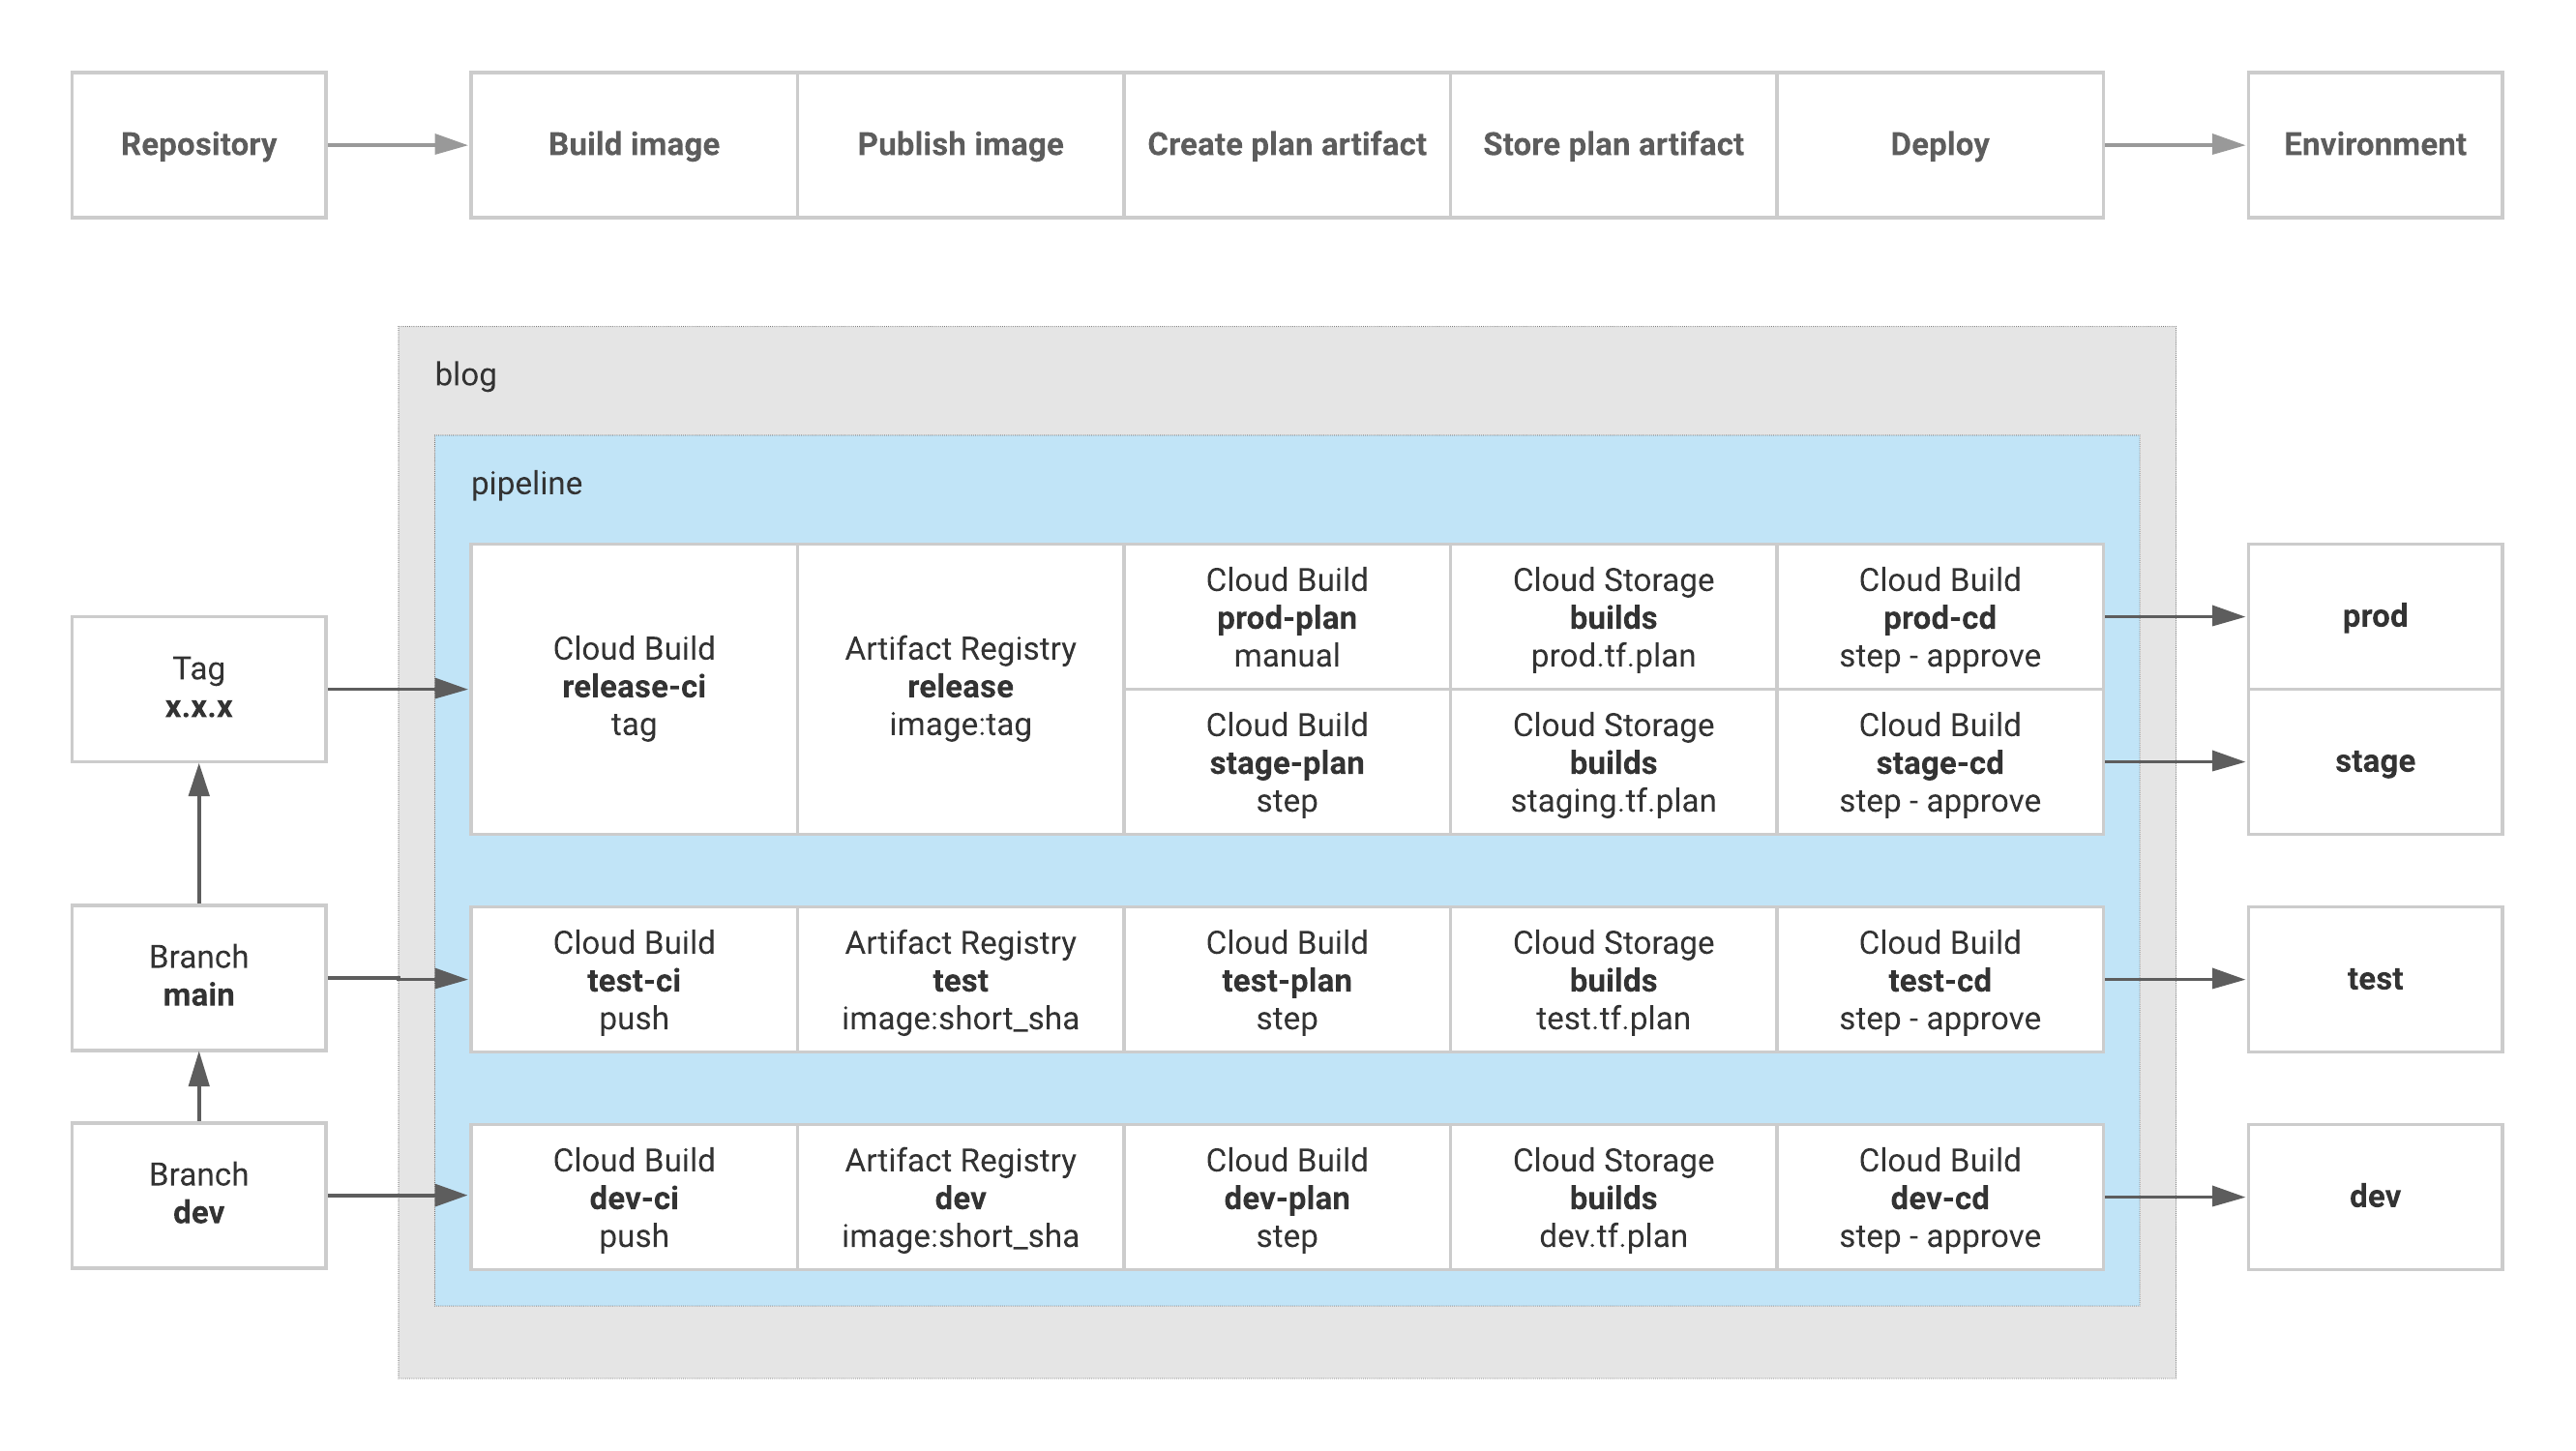 Repository
Build image
Publish image
Create plan artifact
Store plan artifact
Deploy
Environment
blog
pipeline
Tag
x.x.x
Cloud Build
release-ci
tag
Artifact Registry
release
image:tag
Cloud Build
prod-plan
manual
Cloud Storage
builds
prod.tf.plan
Cloud Build
prod-cd
step - approve
prod
Cloud Build
stage-plan
step
Cloud Storage
builds
staging.tf.plan
Cloud Build
stage-cd
step - approve
stage
Branch
main
Cloud Build
test-ci
push
Artifact Registry
test
image:short_sha
Cloud Build
test-plan
step
Cloud Storage
builds
test.tf.plan
Cloud Build
test-cd
step - approve
test
Branch
dev
Cloud Build
dev-ci
push
Artifact Registry
dev
image:short_sha
Cloud Build
dev-plan
step
Cloud Storage
builds
dev.tf.plan
Cloud Build
dev-cd
step - approve
dev